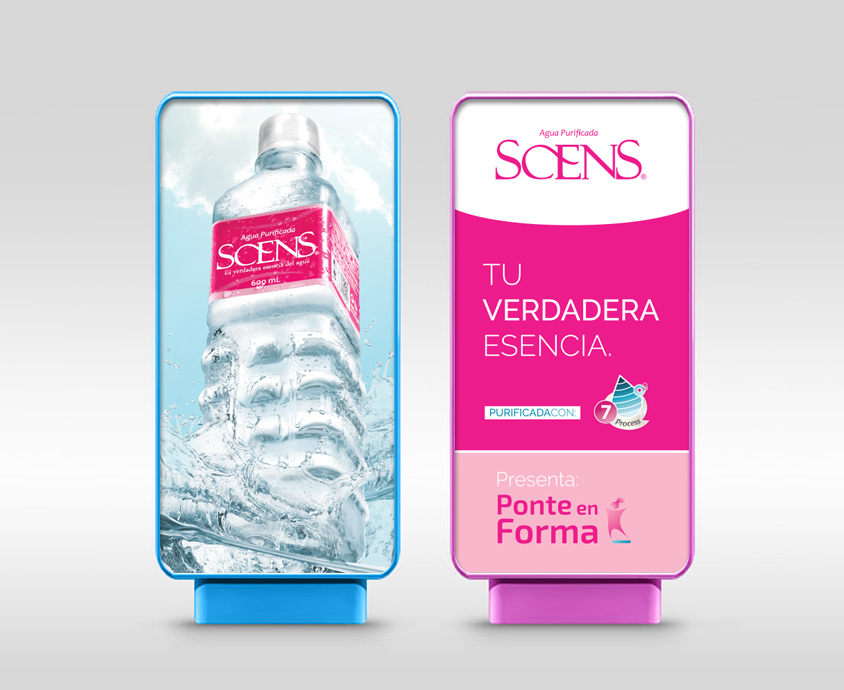 Agua Purificada
SCENS®
La verdadera esencia del agua
600 mL
Agua Purificada
SCENS®
TU
VERDADERA
ESENCIA.
PURIFICADACON:
7
Process
Presenta:
Ponte en
Forma